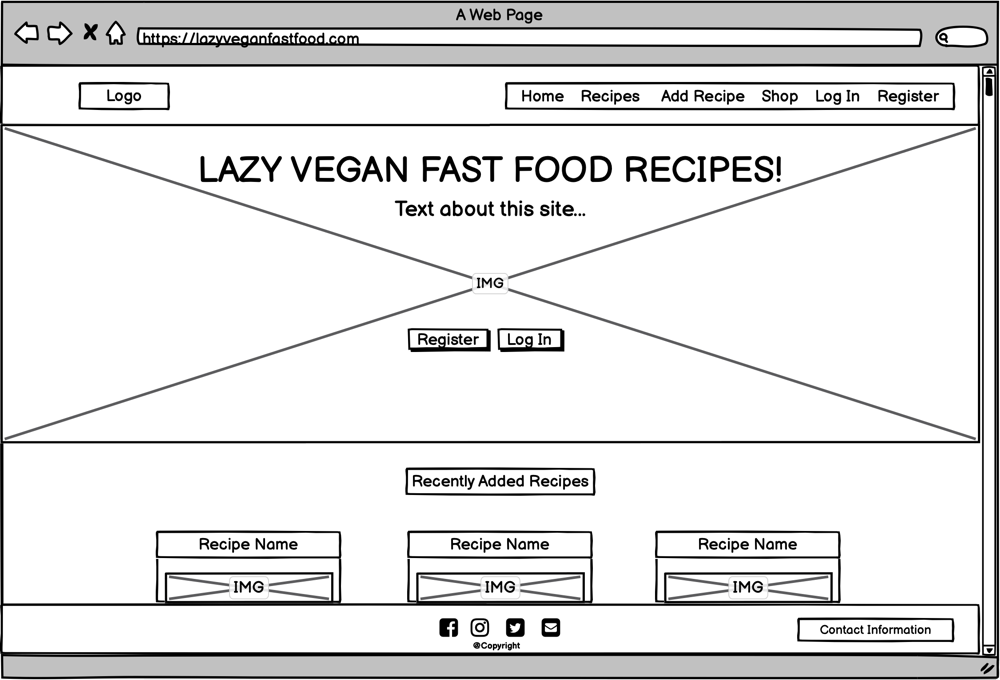 A Web Page
https://lazyveganfastfood.com
Logo
Home Recipes Add Recipe Shop Log In Register
LAZY VEGAN FAST FOOD RECIPES!
Text about this site...
IMG
Register Log In
Recently Added Recipes
Recipe Name Recipe Name Recipe Name
IMG IMG IMG
Contact Information
@Copyright